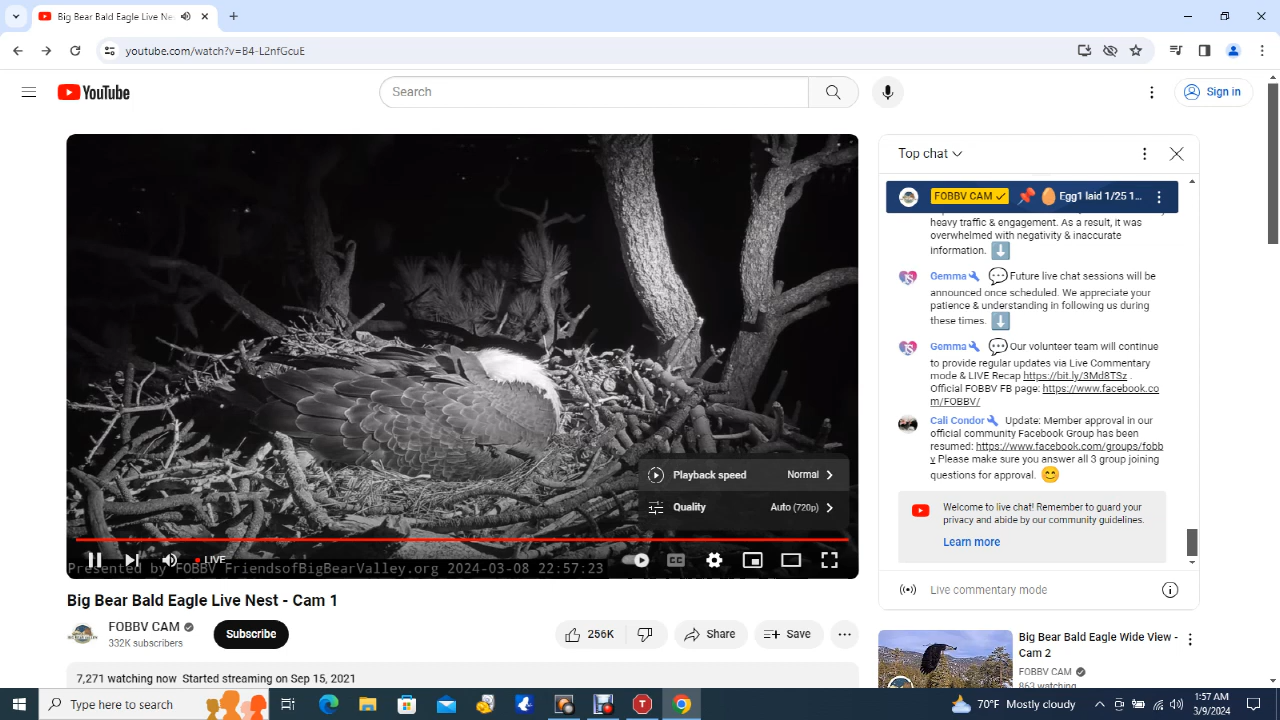 Big Bear Bald Eagle Live Ne
youtube.com/watch?v=B4-L2nfGcuE
YouTube
Search
Sign in
Top chat
FOBBV CAM
Egg1 laid 1/25 1...
heavy traffic & engagement. As a result, it was
overwhelmed with negativity & inaccurate
information.
Gemma Future live chat sessions will be
announced once scheduled. We appreciate your
patience & understanding in following us during
these times.
Gemma Our volunteer team will continue
to provide regular updates via Live Commentary
mode & LIVE Recap https://bit.ly/3Md8TSz .
Official FOBBV FB page: https://www.facebook.co
m/FOBBV/
Cali Condor Update: Member approval in our
official community Facebook Group has been
resumed: https://www.facebook.com/groups/fobb
v Please make sure you answer all 3 group joining
questions for approval.
Welcome to live chat! Remember to guard your
privacy and abide by our community guidelines.
Learn more
Live commentary mode
Playback speed Normal
Quality Auto (720p)
LIVE
CC
Presented by FOBBV FriendsofBigBearValley.org 2024-03-08 22:57:23
Big Bear Bald Eagle Live Nest - Cam 1
FOBBV CAM
332K subscribers
Subscribe
256K
Share
Save
7,271 watching now Started streaming on Sep 15, 2021
Big Bear Bald Eagle Wide View -
Cam 2
FOBBV CAM
863 watching
Type here to search
70°F Mostly cloudy
1:57 AM
3/9/2024